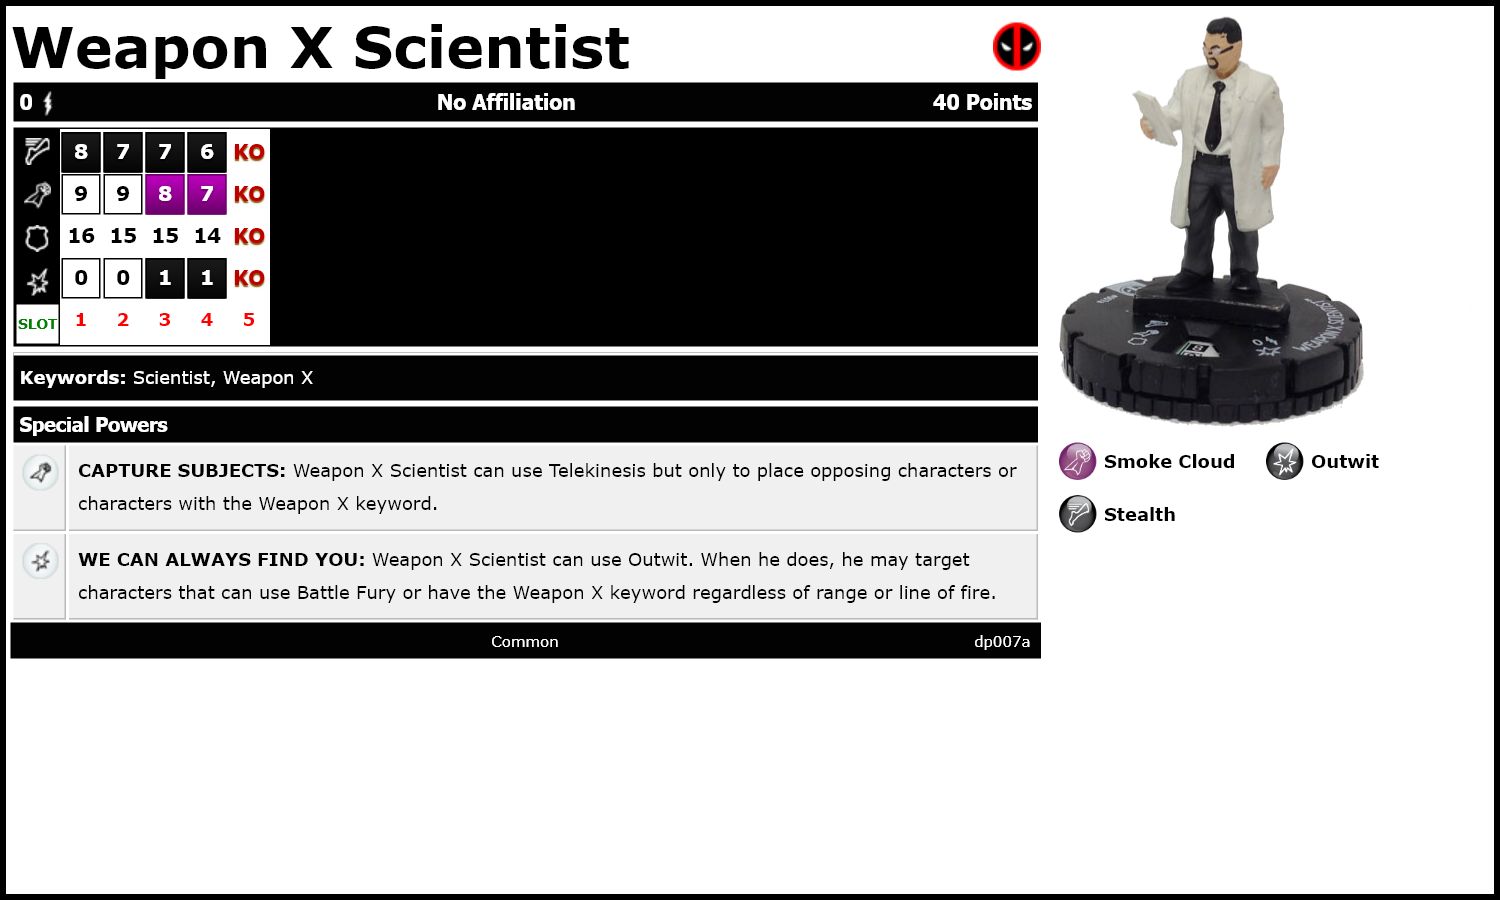 Weapon X Scientist
0 No Affiliation 40 Points
8 7 7 6 KO
9 9 8 7 KO
16 15 15 14 KO
0 0 1 1 KO
SLOT 1 2 3 4 5
Keywords: Scientist, Weapon X
Special Powers
CAPTURE SUBJECTS: Weapon X Scientist can use Telekinesis but only to place opposing characters or
characters with the Weapon X keyword.
WE CAN ALWAYS FIND YOU: Weapon X Scientist can use Outwit. When he does, he may target
characters that can use Battle Fury or have the Weapon X keyword regardless of range or line of fire.
Common dp007a
WEAPON X SCIENTIST
Smoke Cloud Outwit
Stealth